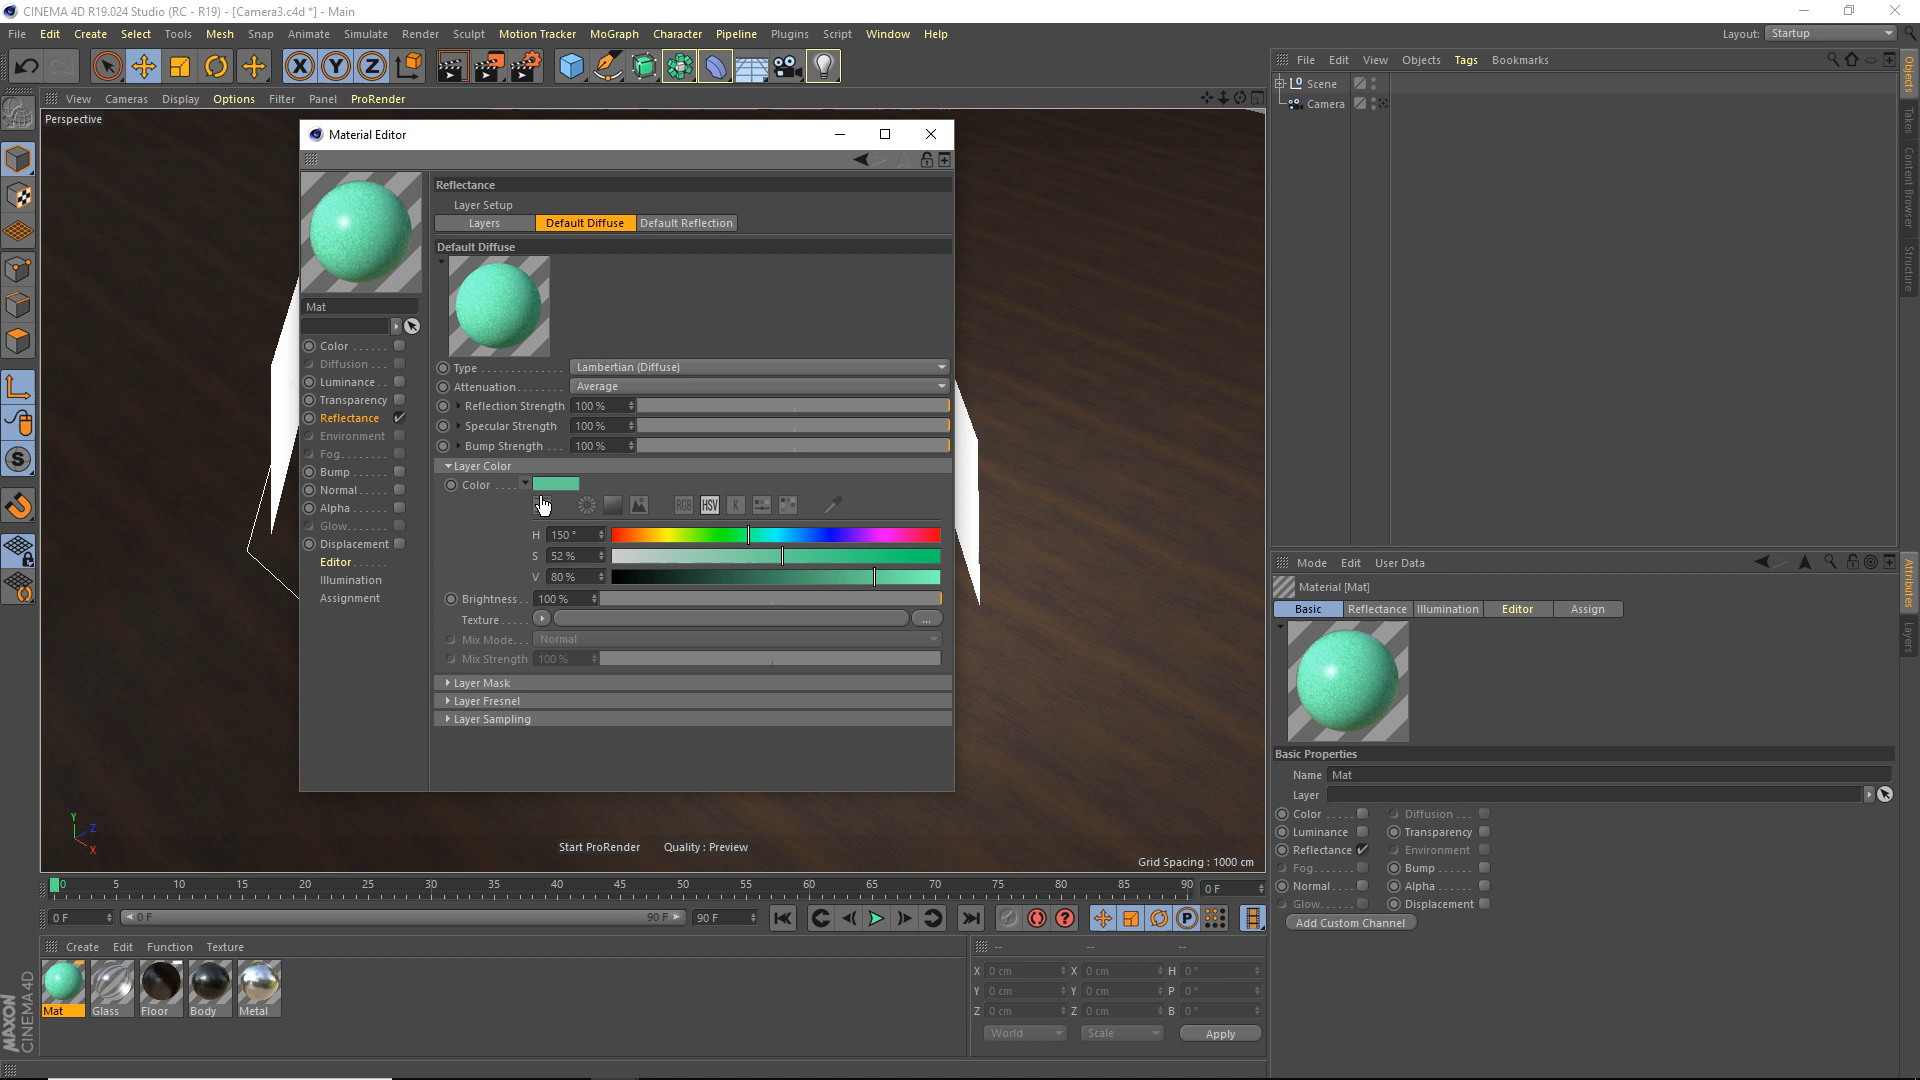 CINEMA 4D R19.024 Studio (RC - R19) - [Camera3.c4d *] - Main
File Edit Create Select Tools Mesh Snap Animate Simulate Render Sculpt Motion Tracker MoGraph Character Pipeline Plugins Script Window Help
Layout: Startup
X Y Z
View Cameras Display Options Filter Panel ProRender
Perspective
Material Editor
Reflectance
Layer Setup
Layers Default Diffuse Default Reflection
Default Diffuse
Mat
Color ......
Diffusion ...
Luminance ..
Transparency
Reflectance
Environment
Fog.......
Bump .....
Normal....
Alpha .....
Glow......
Displacement
Editor ......
Illumination
Assignment
Type ............. Lambertian (Diffuse)
Attenuation........ Average
Reflection Strength 100 %
Specular Strength 100 %
Bump Strength ... 100 %
Layer Color
Color ....
RGB HSV K
H 150 °
S 52 %
V 80 %
Brightness.. 100 %
Texture ..... ...
Mix Mode... Normal
Mix Strength 100 %
Layer Mask
Layer Fresnel
Layer Sampling
Start ProRender Quality : Preview
Grid Spacing : 1000 cm
Y
Z
X
0 5 10 15 20 25 30 35 40 45 50 55 60 65 70 75 80 85 90 0 F
0 F 0 F 90 F 90 F
P
Create Edit Function Texture
Mat Glass Floor Body Metal
MAXON
CINEMA 4D
-- -- --
X 0 cm X 0 cm H 0 °
Y 0 cm Y 0 cm P 0 °
Z 0 cm Z 0 cm B 0 °
World Scale Apply
File Edit View Objects Tags Bookmarks
Scene
Camera
Objects
Takes
Content Browser
Structure
Mode Edit User Data
Material [Mat]
Basic Reflectance Illumination Editor Assign
Basic Properties
Name Mat
Layer
Color ..... Diffusion ...
Luminance Transparency
Reflectance Environment
Fog....... Bump ......
Normal .... Alpha ......
Glow...... Displacement
Add Custom Channel
Attributes
Layers